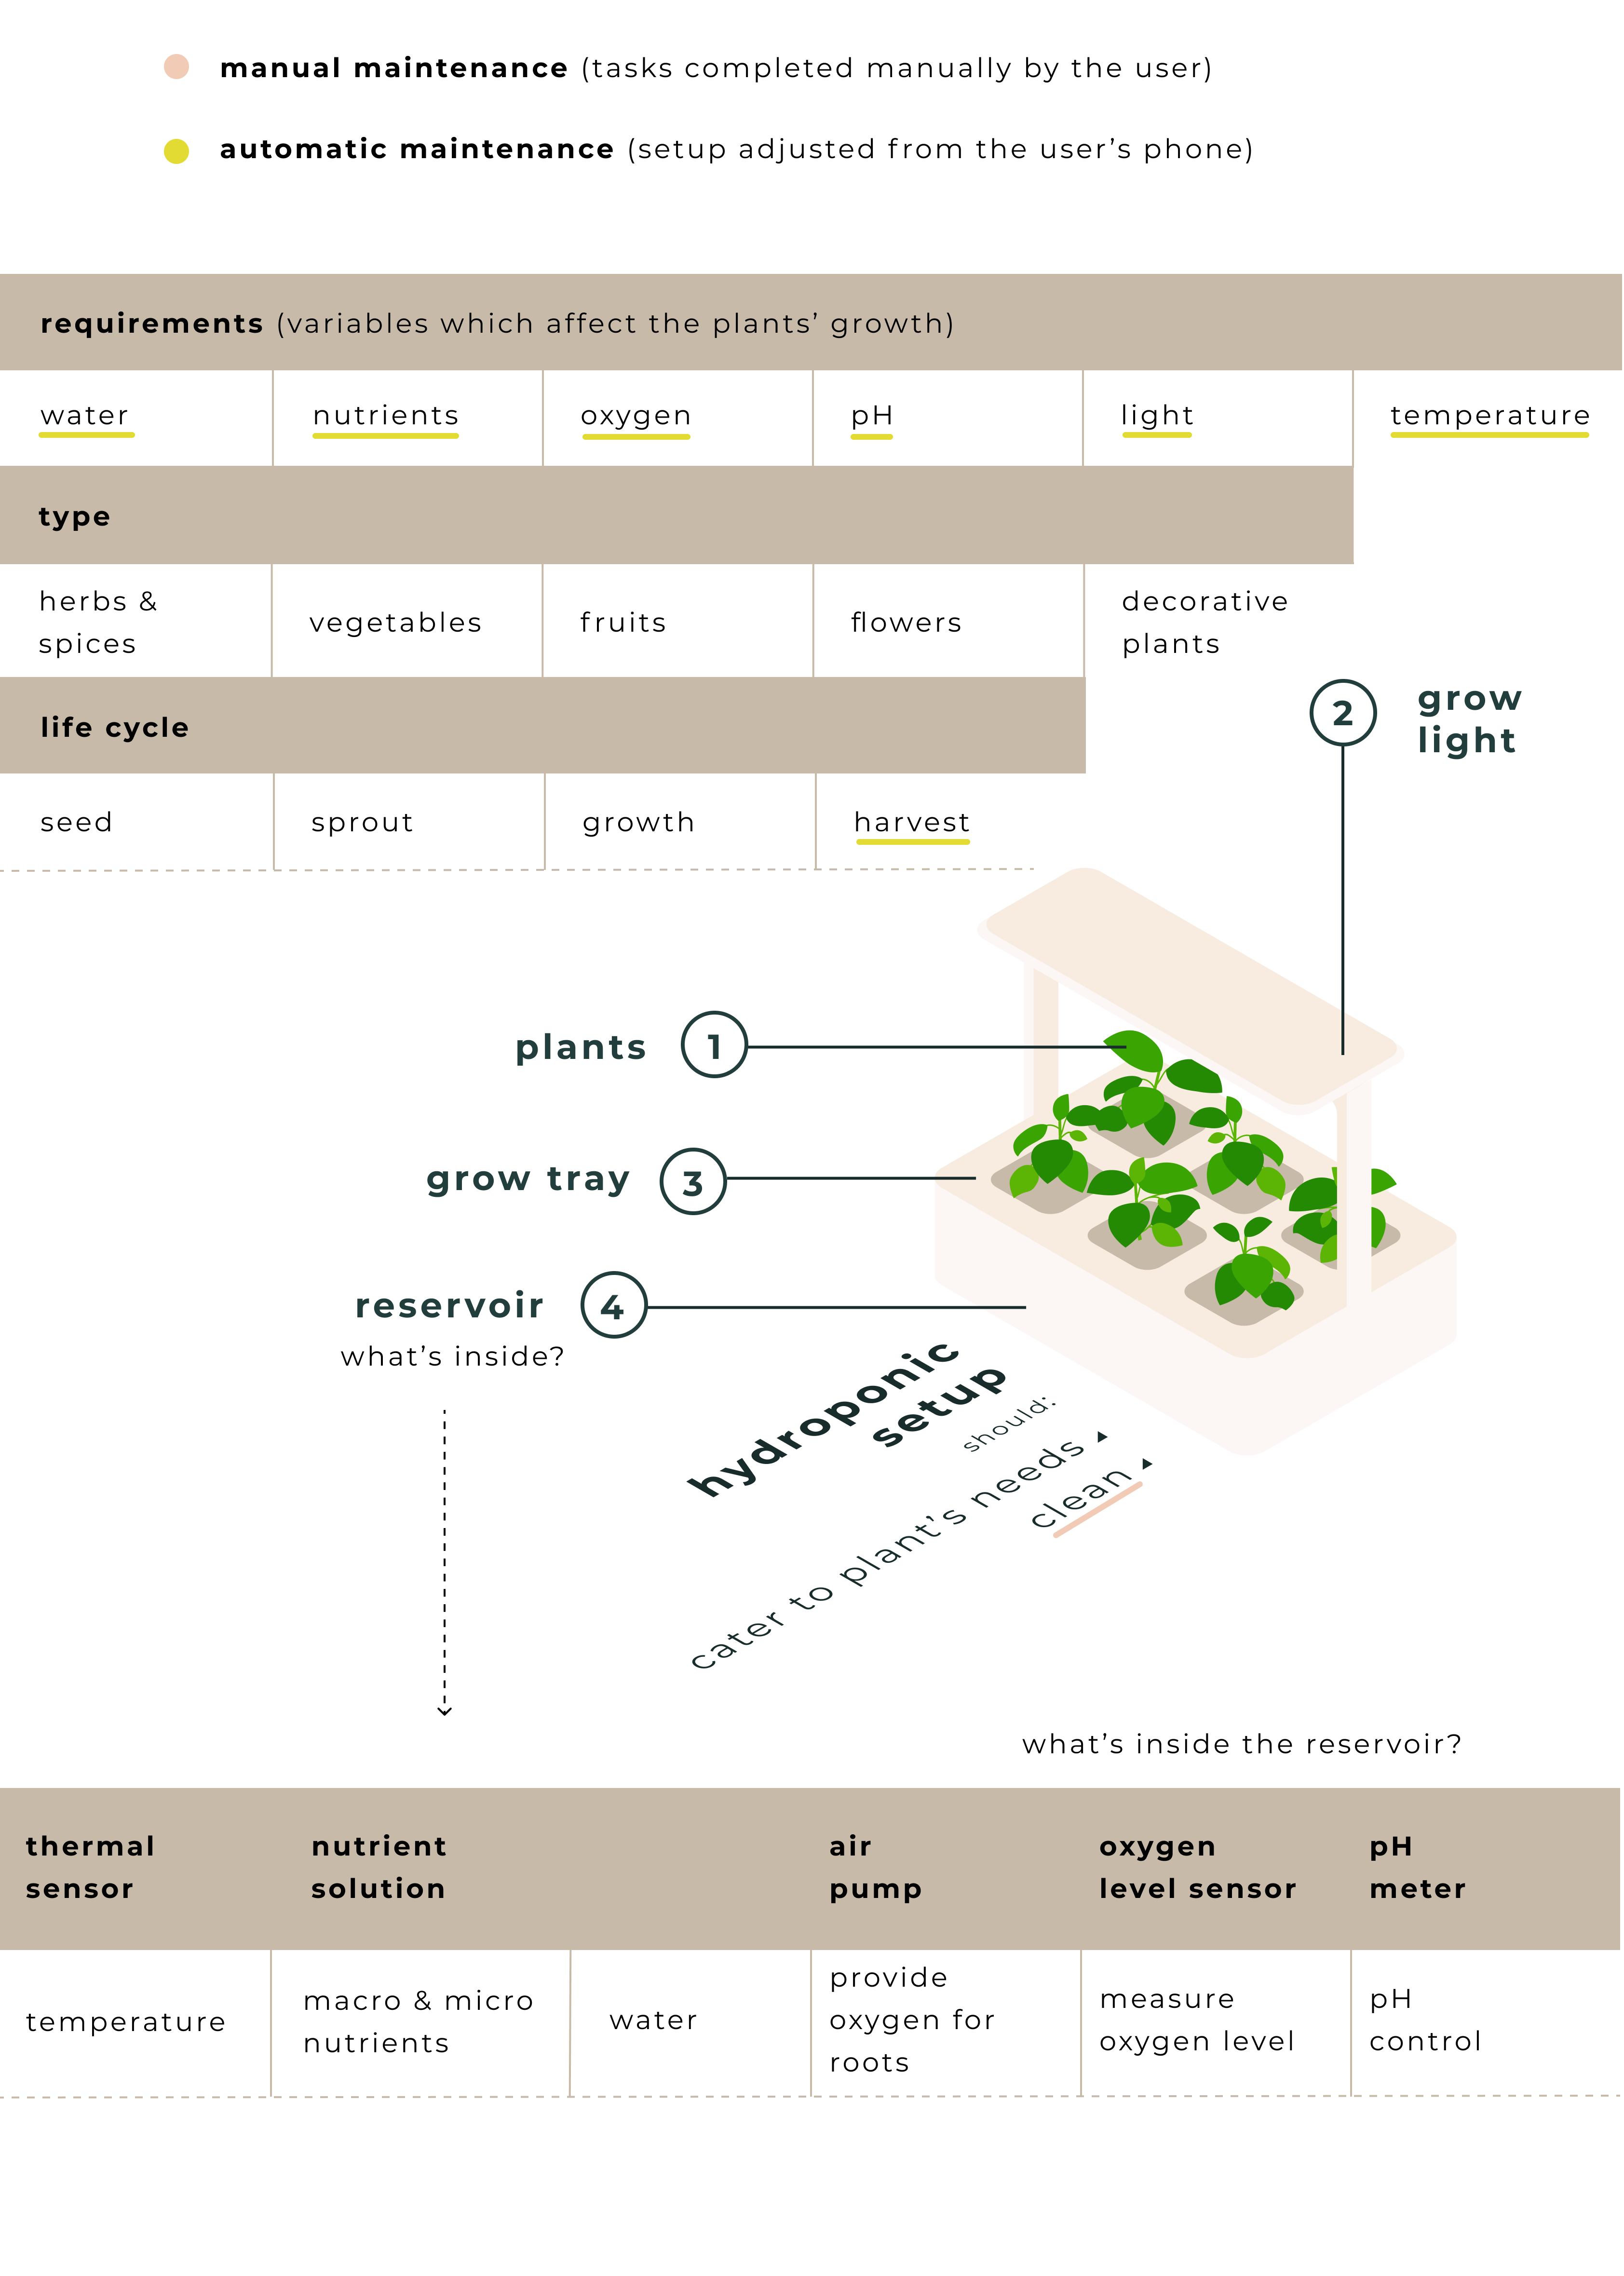 manual maintenance (tasks completed manually by the user)
automatic maintenance (setup adjusted from the user’s phone)
requirements (variables which affect the plants’ growth)
water nutrients oxygen pH light temperature
type
herbs &
spices
vegetables
fruits
flowers
decorative
plants
life cycle
seed sprout growth harvest
2
grow
light
plants 1
grow tray 3
reservoir 4
what’s inside?
hydroponic
setup
should:
cater to plant’s needs
clean
what’s inside the reservoir?
thermal
sensor
nutrient
solution
air
pump
oxygen
level sensor
pH
meter
temperature
macro & micro
nutrients
water
provide
oxygen for
roots
measure
oxygen level
pH
control